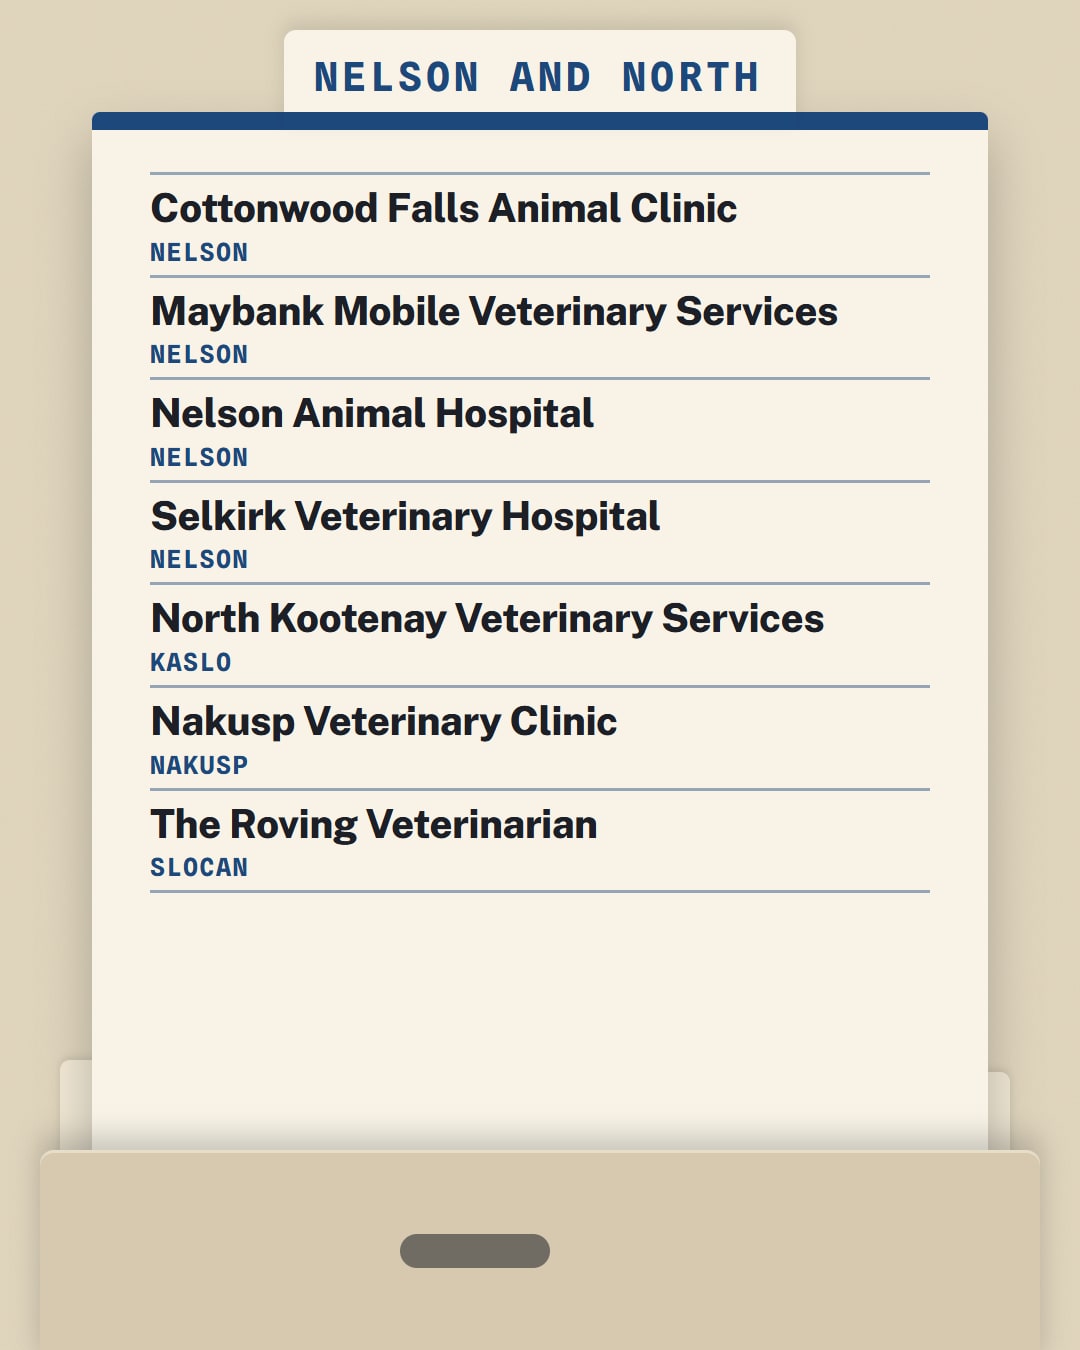 NELSON AND NORTH
Cottonwood Falls Animal Clinic
NELSON
Maybank Mobile Veterinary Services
NELSON
Nelson Animal Hospital
NELSON
Selkirk Veterinary Hospital
NELSON
North Kootenay Veterinary Services
KASLO
Nakusp Veterinary Clinic
NAKUSP
The Roving Veterinarian
SLOCAN